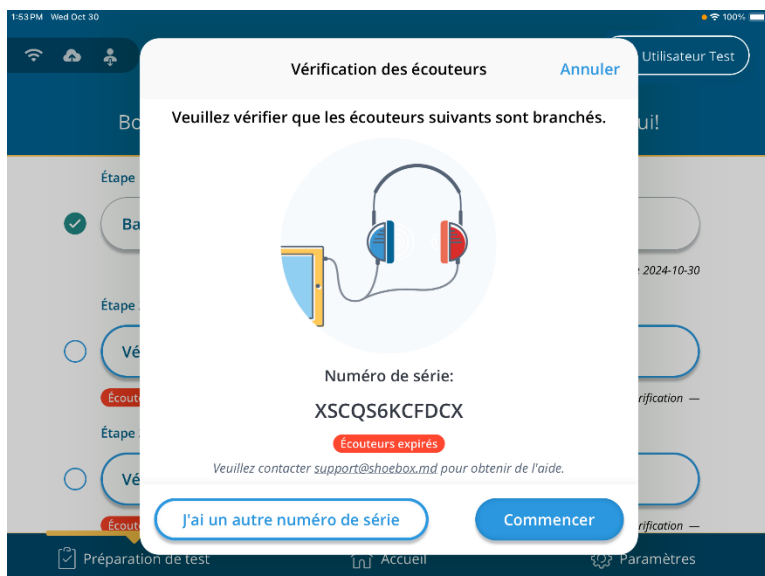 1:53 PM Wed Oct 30
100%
Utilisateur Test
Vérification des écouteurs
Annuler
Veuillez vérifier que les écouteurs suivants sont branchés.
Étape
2024-10-30
Étape
Étape
Numéro de série:
XSCQS6KCFDCX
Écouteurs expirés
Veuillez contacter support@shoebox.md pour obtenir de l'aide.
J'ai un autre numéro de série
Commencer
Préparation de test
Accueil
Paramètres